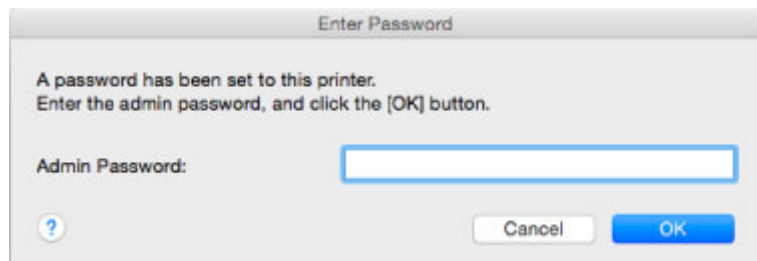 Enter Password
A password has been set to this printer.
Enter the admin password, and click the [OK] button.
Admin Password:
?
Cancel
OK